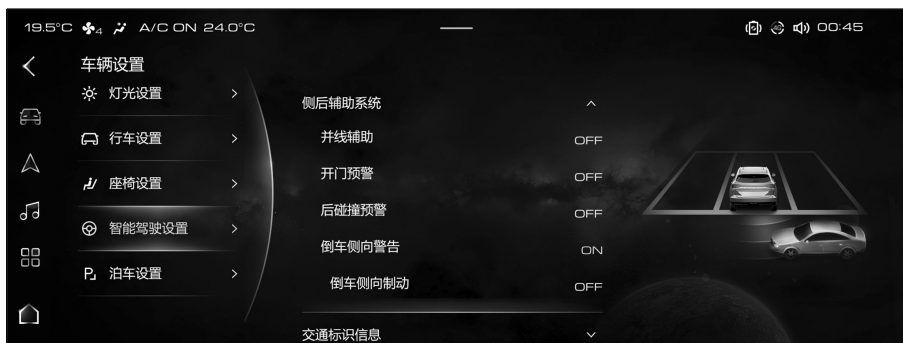 19.5°C 4 A/C ON 24.0°C 00:45
车辆设置
灯光设置
行车设置
座椅设置
智能驾驶设置
泊车设置
侧后辅助系统
并线辅助 OFF
开门预警 OFF
后碰撞预警 OFF
倒车侧向警告 ON
倒车侧向制动 OFF
交通标识信息